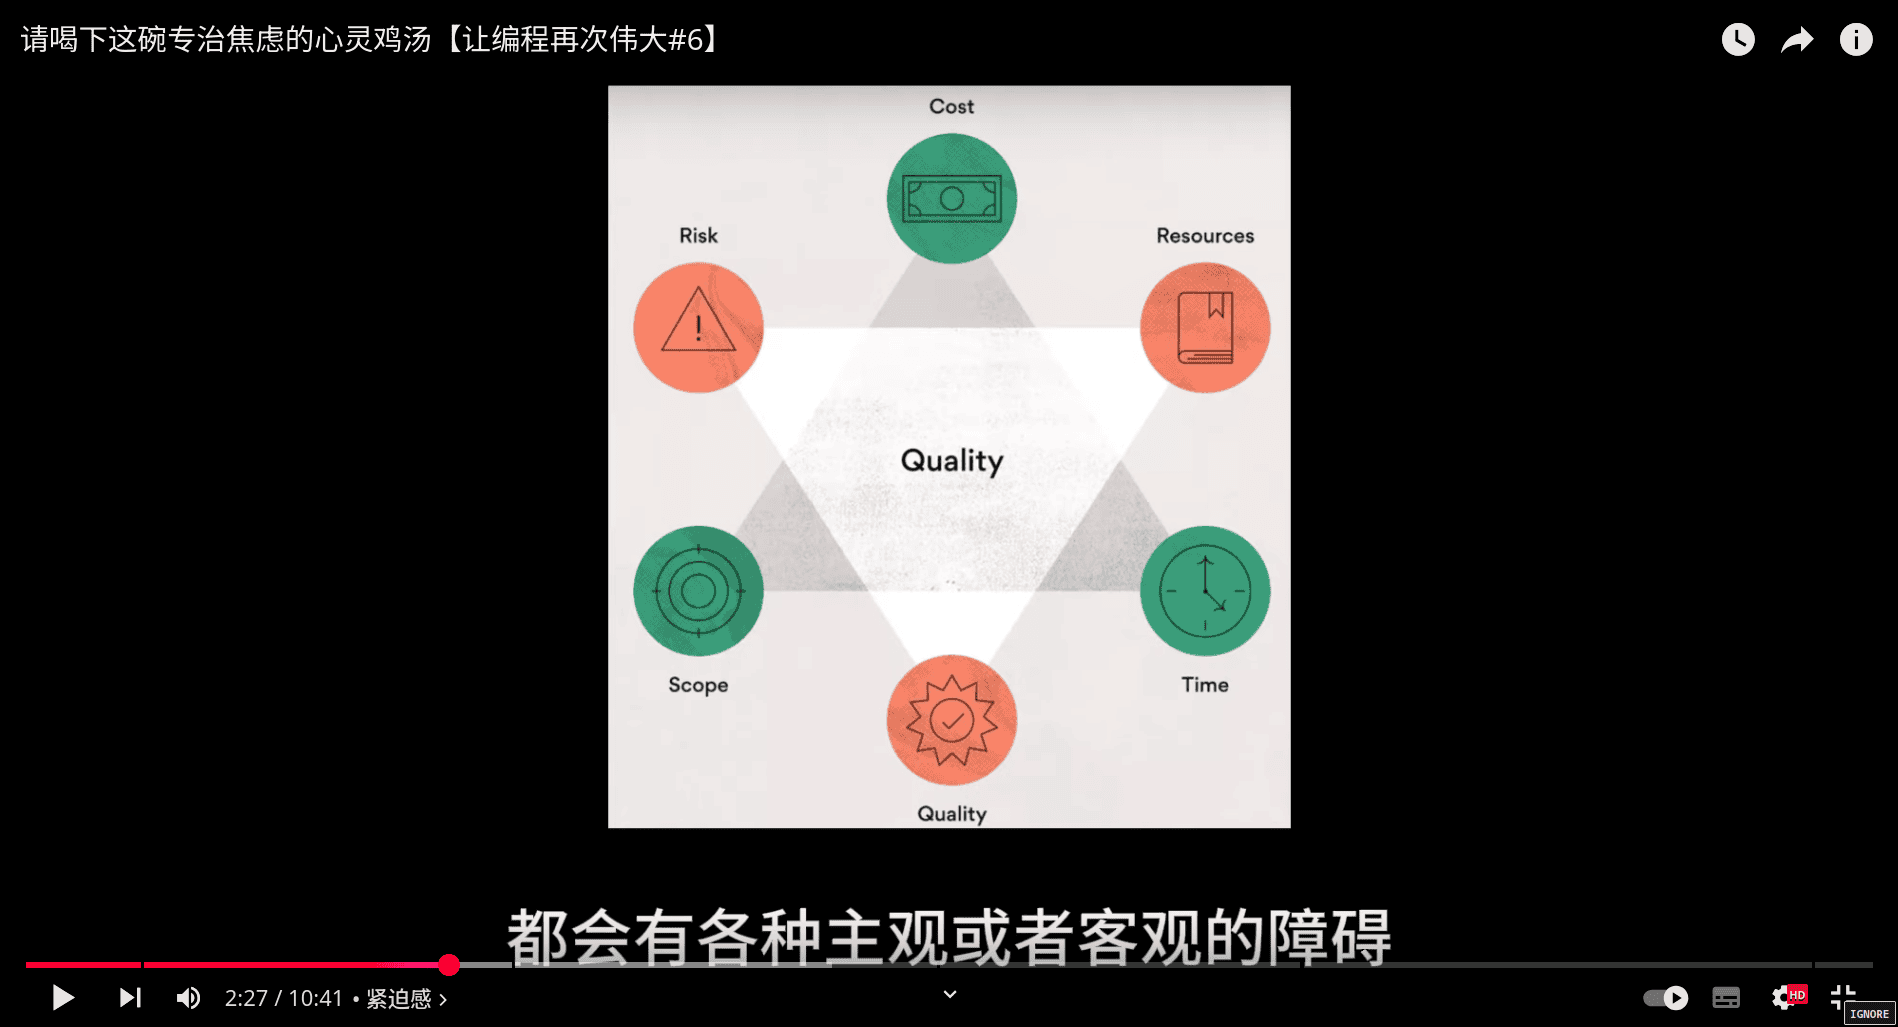 请喝下这碗专治焦虑的心灵鸡汤【让编程再次伟大#6】
Cost
Risk
Resources
Quality
Scope
Time
Quality
都会有各种主观或者客观的障碍
2:27 / 10:41 • 紧迫感 ›
HD
IGNORE